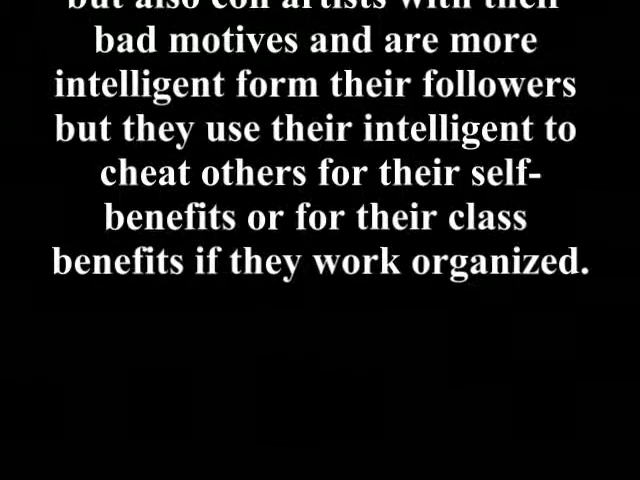 but also con artists with their
bad motives and are more
intelligent form their followers
but they use their intelligent to
cheat others for their self-
benefits or for their class
benefits if they work organized.